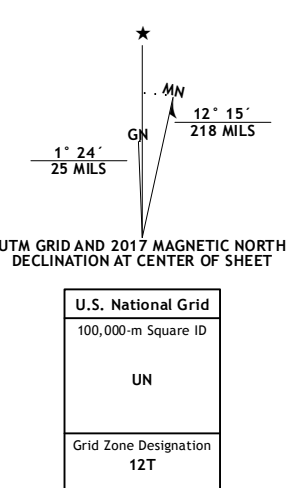 ★
MN
12° 15´
218 MILS
GN
1° 24´
25 MILS
UTM GRID AND 2017 MAGNETIC NORTH
DECLINATION AT CENTER OF SHEET
U.S. National Grid
100,000-m Square ID
UN
Grid Zone Designation
12T